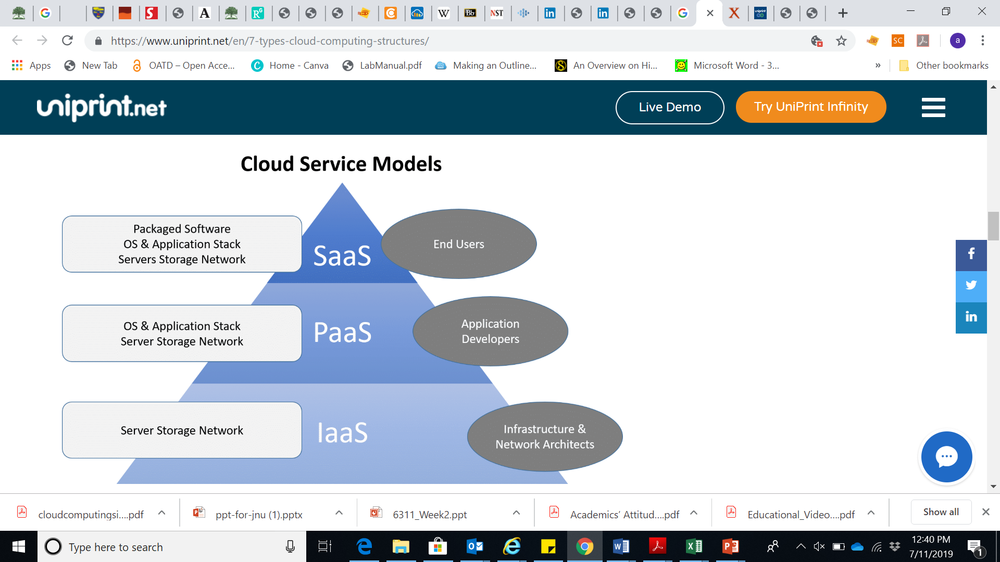 https://www.uniprint.net/en/7-types-cloud-computing-structures/
SC
a
Apps
New Tab
OATD – Open Acce...
Home - Canva
LabManual.pdf
Making an Outline...
An Overview on Hi...
Microsoft Word - 3...
»
Other bookmarks
uniprint.net
Live Demo
Try UniPrint Infinity
Cloud Service Models
Packaged Software
OS & Application Stack
Servers Storage Network
SaaS
End Users
OS & Application Stack
Server Storage Network
PaaS
Application
Developers
Server Storage Network
IaaS
Infrastructure &
Network Architects
cloudcomputingsi....pdf
ppt-for-jnu (1).pptx
6311_Week2.ppt
Academics’ Attitud....pdf
Educational_Video....pdf
Show all
Type here to search
12:40 PM
7/11/2019
1